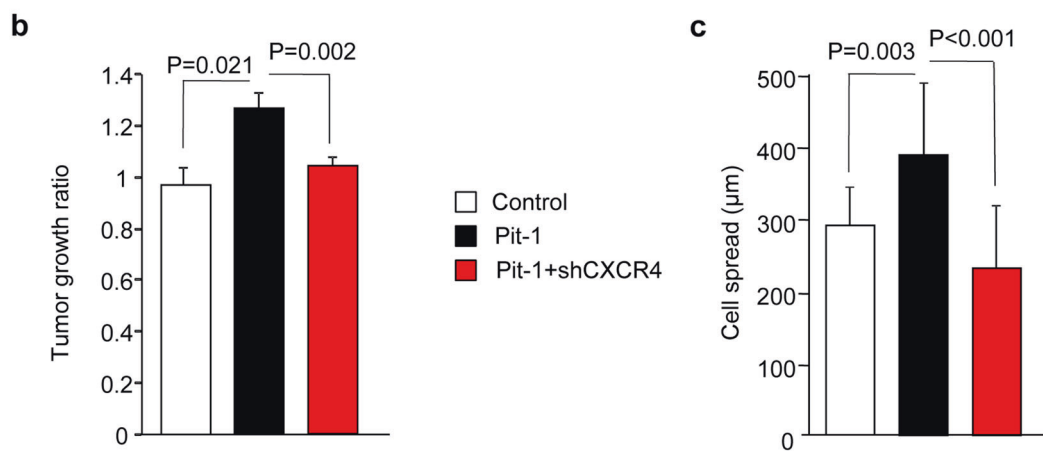 b
P=0.021
P=0.002
1.4
1.2
1
0.8
0.6
0.4
0.2
0
Tumor growth ratio
Control
Pit-1
Pit-1+shCXCR4
c
P=0.003
P<0.001
500
400
300
200
100
0
Cell spread (µm)